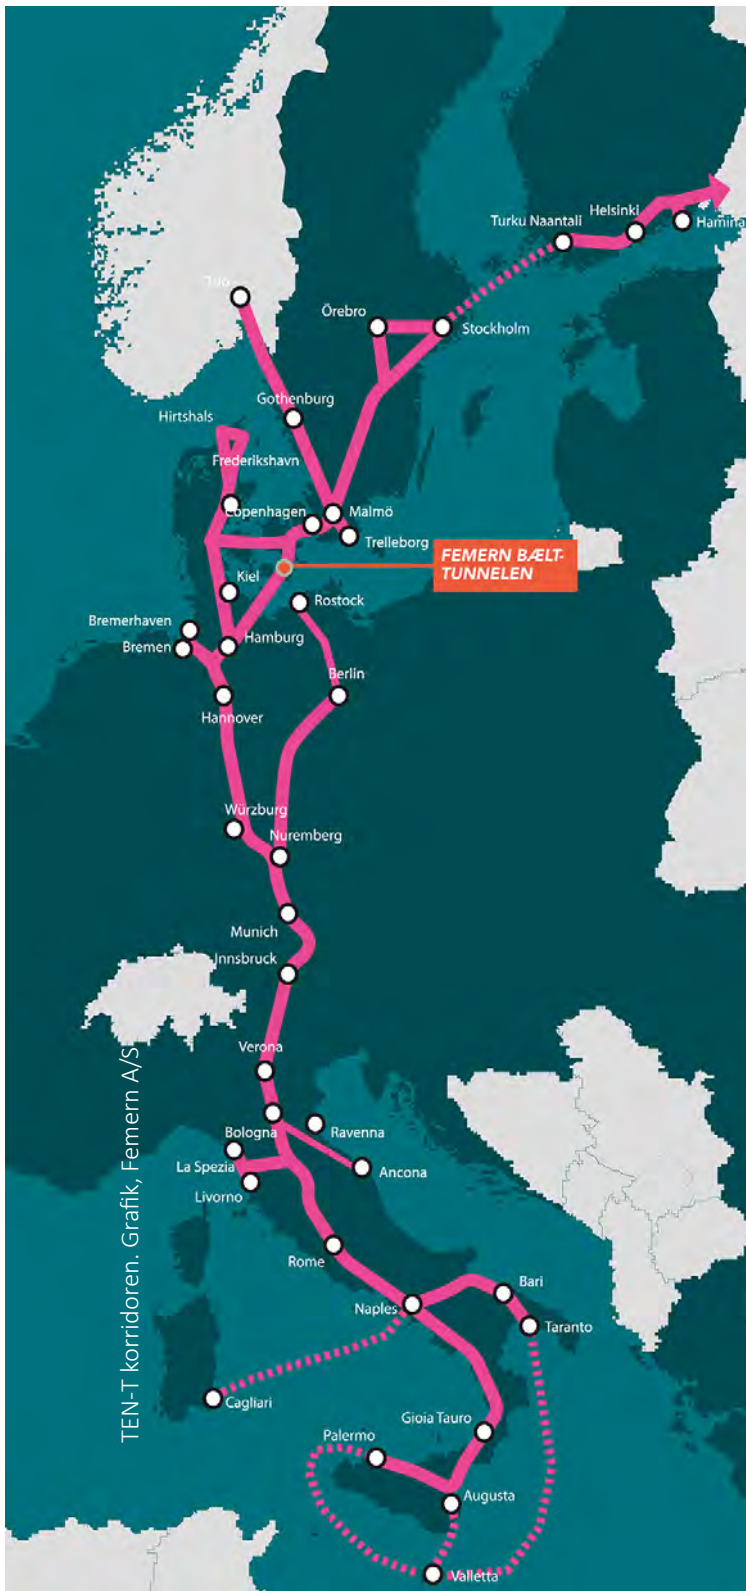 Helsinki
Turku Naantali
Hamina
Örebro
Stockholm
Gothenburg
Hirtshals
Frederikshavn
Copenhagen
Malmö
Trelleborg
FEMERN BÆLT-
TUNNELEN
Kiel
Rostock
Bremerhaven
Bremen
Hamburg
Berlin
Hannover
Würzburg
Nuremberg
Munich
Innsbruck
Verona
Bologna
Ravenna
La Spezia
Ancona
Livorno
Rome
Bari
Naples
Taranto
Cagliari
Gioia Tauro
Palermo
Augusta
Valletta
TEN-T korridoren. Grafik, Femern A/S